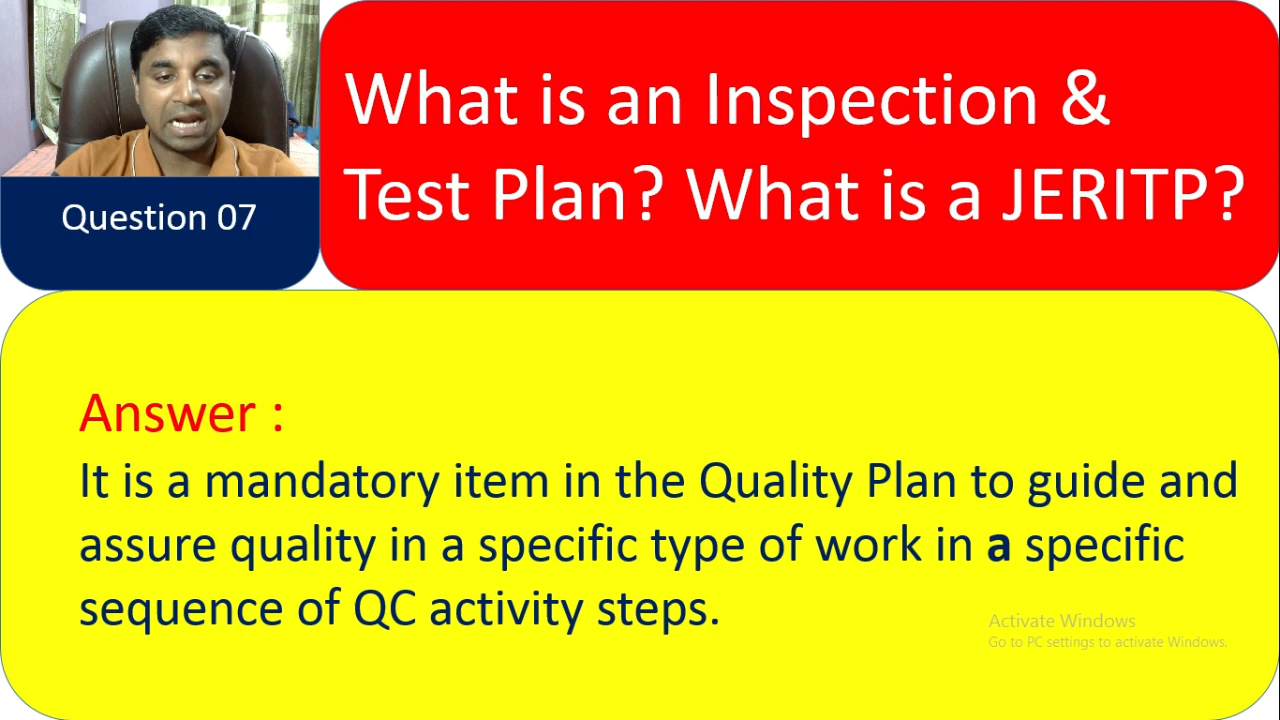 Question 07
What is an Inspection &
Test Plan? What is a JERITP?
Answer :
It is a mandatory item in the Quality Plan to guide and
assure quality in a specific type of work in a specific
sequence of QC activity steps.
Activate Windows
Go to PC settings to activate Windows.